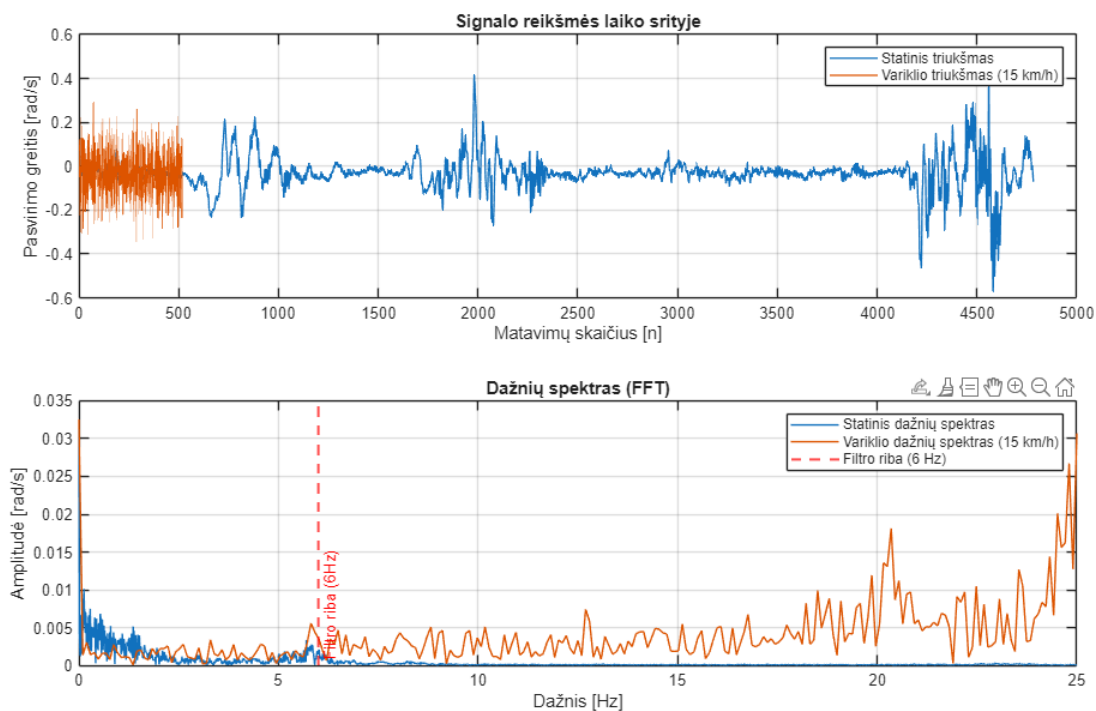 Signalo reikšmės laiko srityje
Pasvirimo greitis [rad/s]
0.6
0.4
0.2
0
-0.2
-0.4
-0.6
Statinis triukšmas
Variklio triukšmas (15 km/h)
0 500 1000 1500 2000 2500 3000 3500 4000 4500 5000
Matavimų skaičius [n]
Dažnių spektras (FFT)
Amplitudė [rad/s]
0.035
0.03
0.025
0.02
0.015
0.01
0.005
0
Statinis dažnių spektras
Variklio dažnių spektras (15 km/h)
Filtro riba (6 Hz)
Filtro riba (6Hz)
0 5 10 15 20 25
Dažnis [Hz]